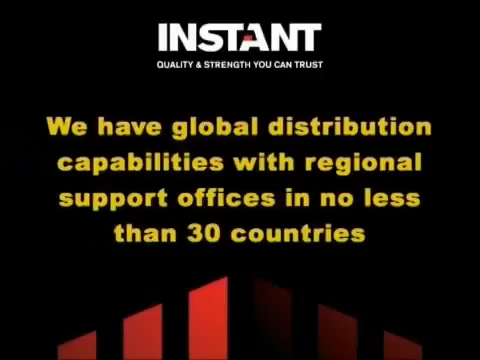 INSTANT
QUALITY & STRENGTH YOU CAN TRUST
We have global distribution
capabilities with regional
support offices in no less
than 30 countries